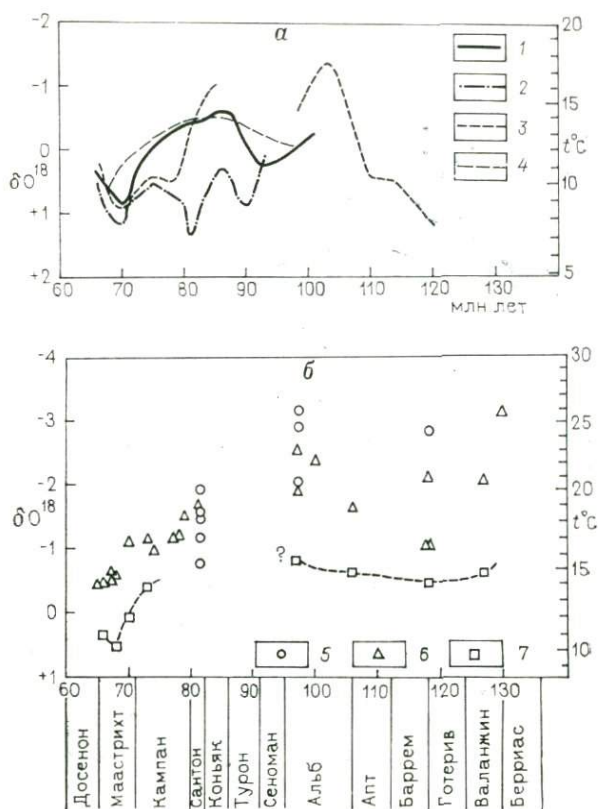 а
-2
-1
0
+1
+2
δO¹⁸
20
15
10
5
t°C
1
2
3
4
60 70 80 90 100 110 120 130
млн лет
б
-4
-3
-2
-1
0
+1
δO¹⁸
30
25
20
15
10
t°C
?
5 6 7
60 70 80 90 100 110 120 130
Досенон
Маастрихт
Кампан
Сантон
Коньяк
Турон
Сеноман
Альб
Апт
Баррем
Готерив
Валанжин
Берриас